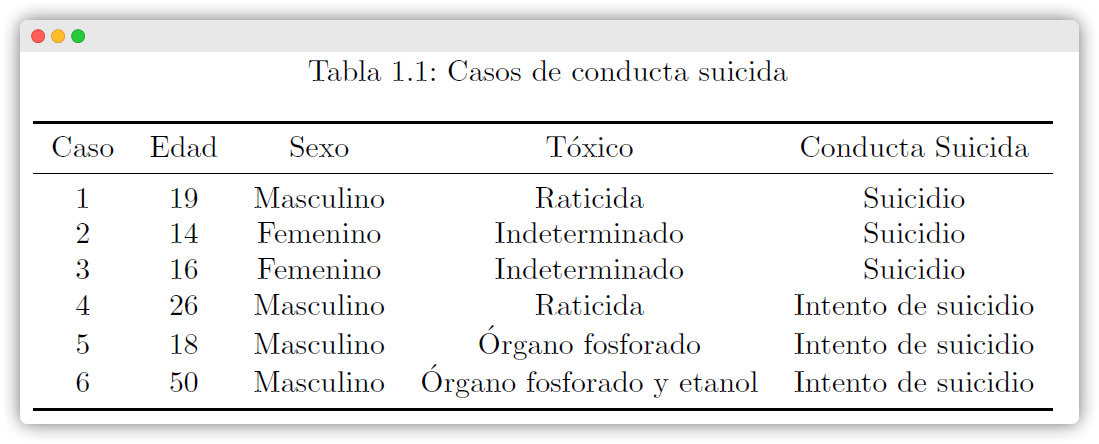 Tabla 1.1: Casos de conducta suicida
Caso Edad Sexo Tóxico Conducta Suicida
1 19 Masculino Raticida Suicidio
2 14 Femenino Indeterminado Suicidio
3 16 Femenino Indeterminado Suicidio
4 26 Masculino Raticida Intento de suicidio
5 18 Masculino Órgano fosforado Intento de suicidio
6 50 Masculino Órgano fosforado y etanol Intento de suicidio